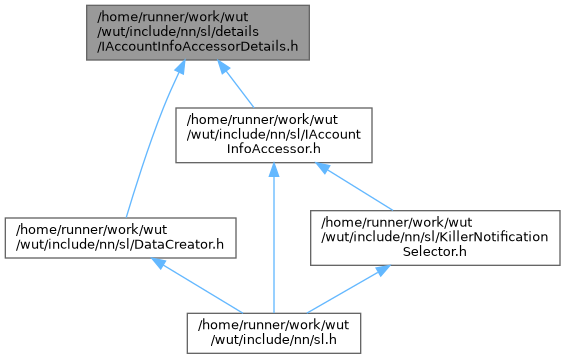 /home/runner/work/wut
/wut/include/nn/sl/details
/IAccountInfoAccessorDetails.h
/home/runner/work/wut
/wut/include/nn/sl/IAccount
InfoAccessor.h
/home/runner/work/wut
/wut/include/nn/sl/DataCreator.h
/home/runner/work/wut
/wut/include/nn/sl/KillerNotification
Selector.h
/home/runner/work/wut
/wut/include/nn/sl.h